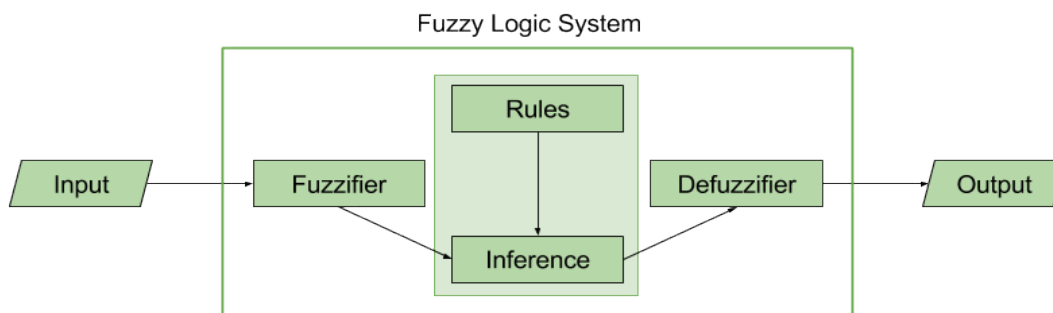 Fuzzy Logic System
Rules
Input
Fuzzifier
Defuzzifier
Output
Inference